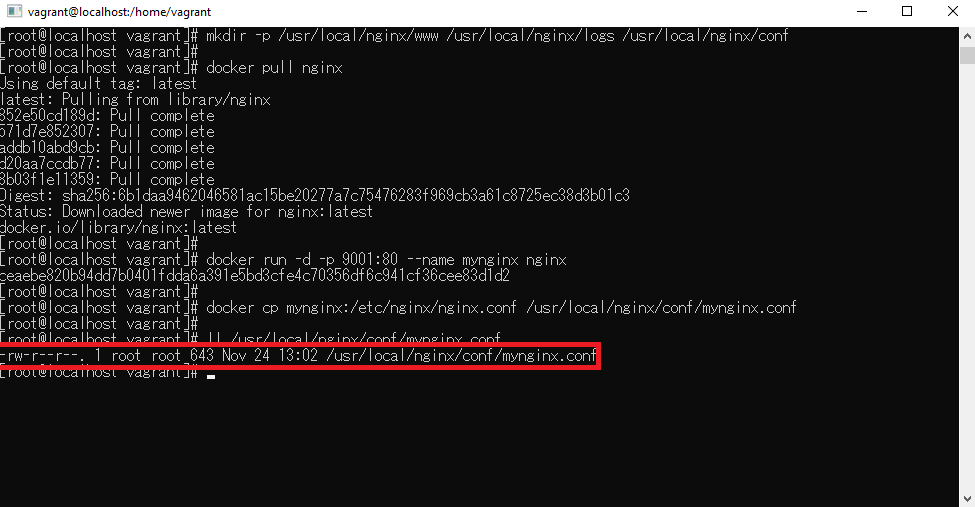 vagrant@localhost:/home/vagrant
[root@localhost vagrant]# mkdir -p /usr/local/nginx/www /usr/local/nginx/logs /usr/local/nginx/conf
[root@localhost vagrant]#
[root@localhost vagrant]# docker pull nginx
Using default tag: latest
latest: Pulling from library/nginx
852e50cd189d: Pull complete
571d7e852307: Pull complete
addb10abd9cb: Pull complete
d20aa7ccdb77: Pull complete
8b03f1e11359: Pull complete
Digest: sha256:6b1daa9462046581ac15be20277a7c75476283f969cb3a61c8725ec38d3b01c3
Status: Downloaded newer image for nginx:latest
docker.io/library/nginx:latest
[root@localhost vagrant]#
[root@localhost vagrant]# docker run -d -p 9001:80 --name mynginx nginx
ceaebe820b94dd7b0401fdda6a391e5bd3cfe4c70356df6c941cf36cee83d1d2
[root@localhost vagrant]#
[root@localhost vagrant]# docker cp mynginx:/etc/nginx/nginx.conf /usr/local/nginx/conf/mynginx.conf
[root@localhost vagrant]#
[root@localhost vagrant]# ll /usr/local/nginx/conf/mynginx.conf
-rw-r--r--. 1 root root 643 Nov 24 13:02 /usr/local/nginx/conf/mynginx.conf
[root@localhost vagrant]#